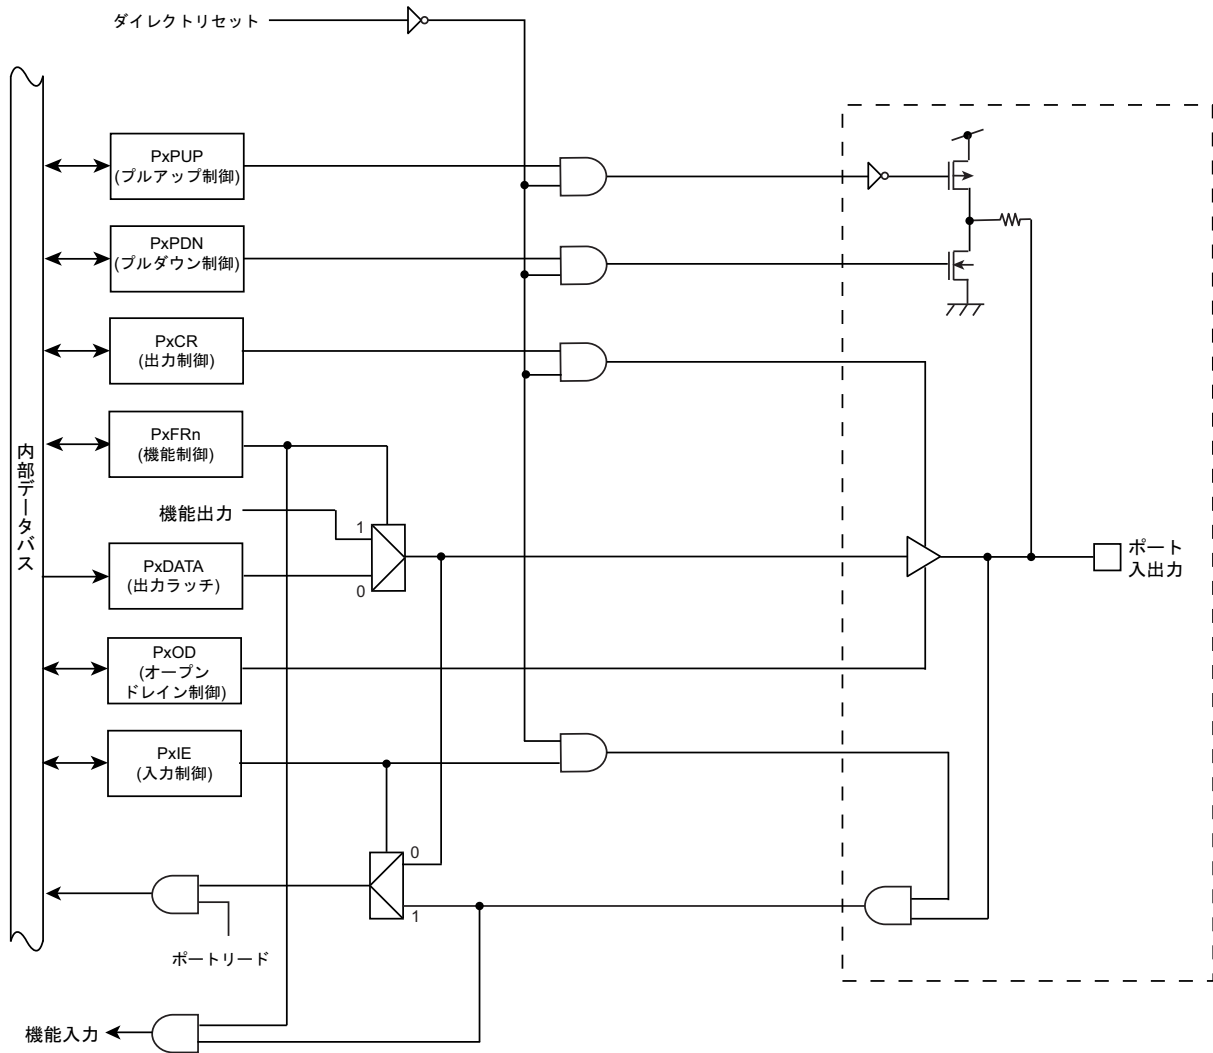 ダイレクトリセット
PxPUP
(プルアップ制御)
PxPDN
(プルダウン制御)
PxCR
(出力制御)
PxFRn
(機能制御)
内部データバス
機能出力
1
PxDATA
(出力ラッチ)
0
ポート
入出力
PxOD
(オープン
ドレイン制御)
PxIE
(入力制御)
0
1
ポートリード
機能入力